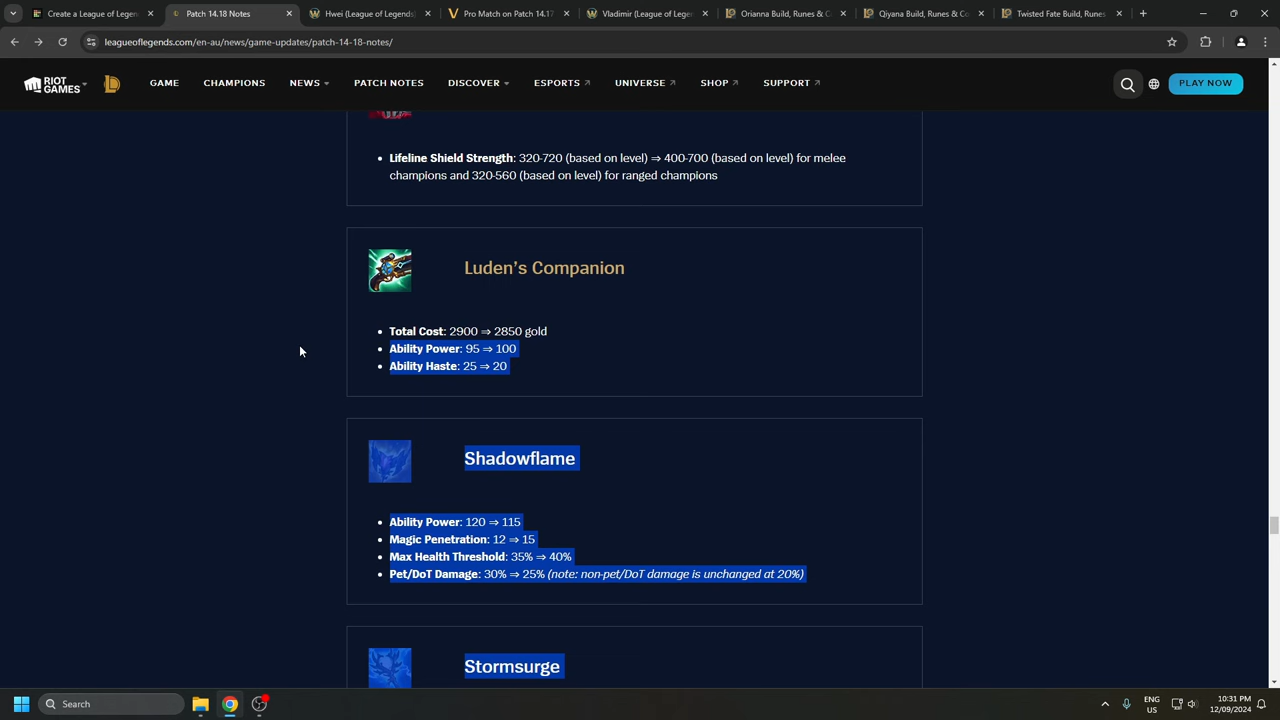 Create a League of Legends
Patch 14.18 Notes
Hwei (League of Legends)
Pro Match on Patch 14.17
Vladimir (League of Legen
Orianna Build, Runes & Co
Qiyana Build, Runes & Co
Twisted Fate Build, Runes
leagueoflegends.com/en-au/news/game-updates/patch-14-18-notes/
RIOT GAMES
GAME
CHAMPIONS
NEWS
PATCH NOTES
DISCOVER
ESPORTS
UNIVERSE
SHOP
SUPPORT
PLAY NOW
• Lifeline Shield Strength: 320-720 (based on level) ⇒ 400-700 (based on level) for melee
champions and 320-560 (based on level) for ranged champions
Luden’s Companion
• Total Cost: 2900 ⇒ 2850 gold
• Ability Power: 95 ⇒ 100
• Ability Haste: 25 ⇒ 20
Shadowflame
• Ability Power: 120 ⇒ 115
• Magic Penetration: 12 ⇒ 15
• Max Health Threshold: 35% ⇒ 40%
• Pet/DoT Damage: 30% ⇒ 25% (note: non-pet/DoT damage is unchanged at 20%)
Stormsurge
Search
ENG
US
10:31 PM
12/09/2024